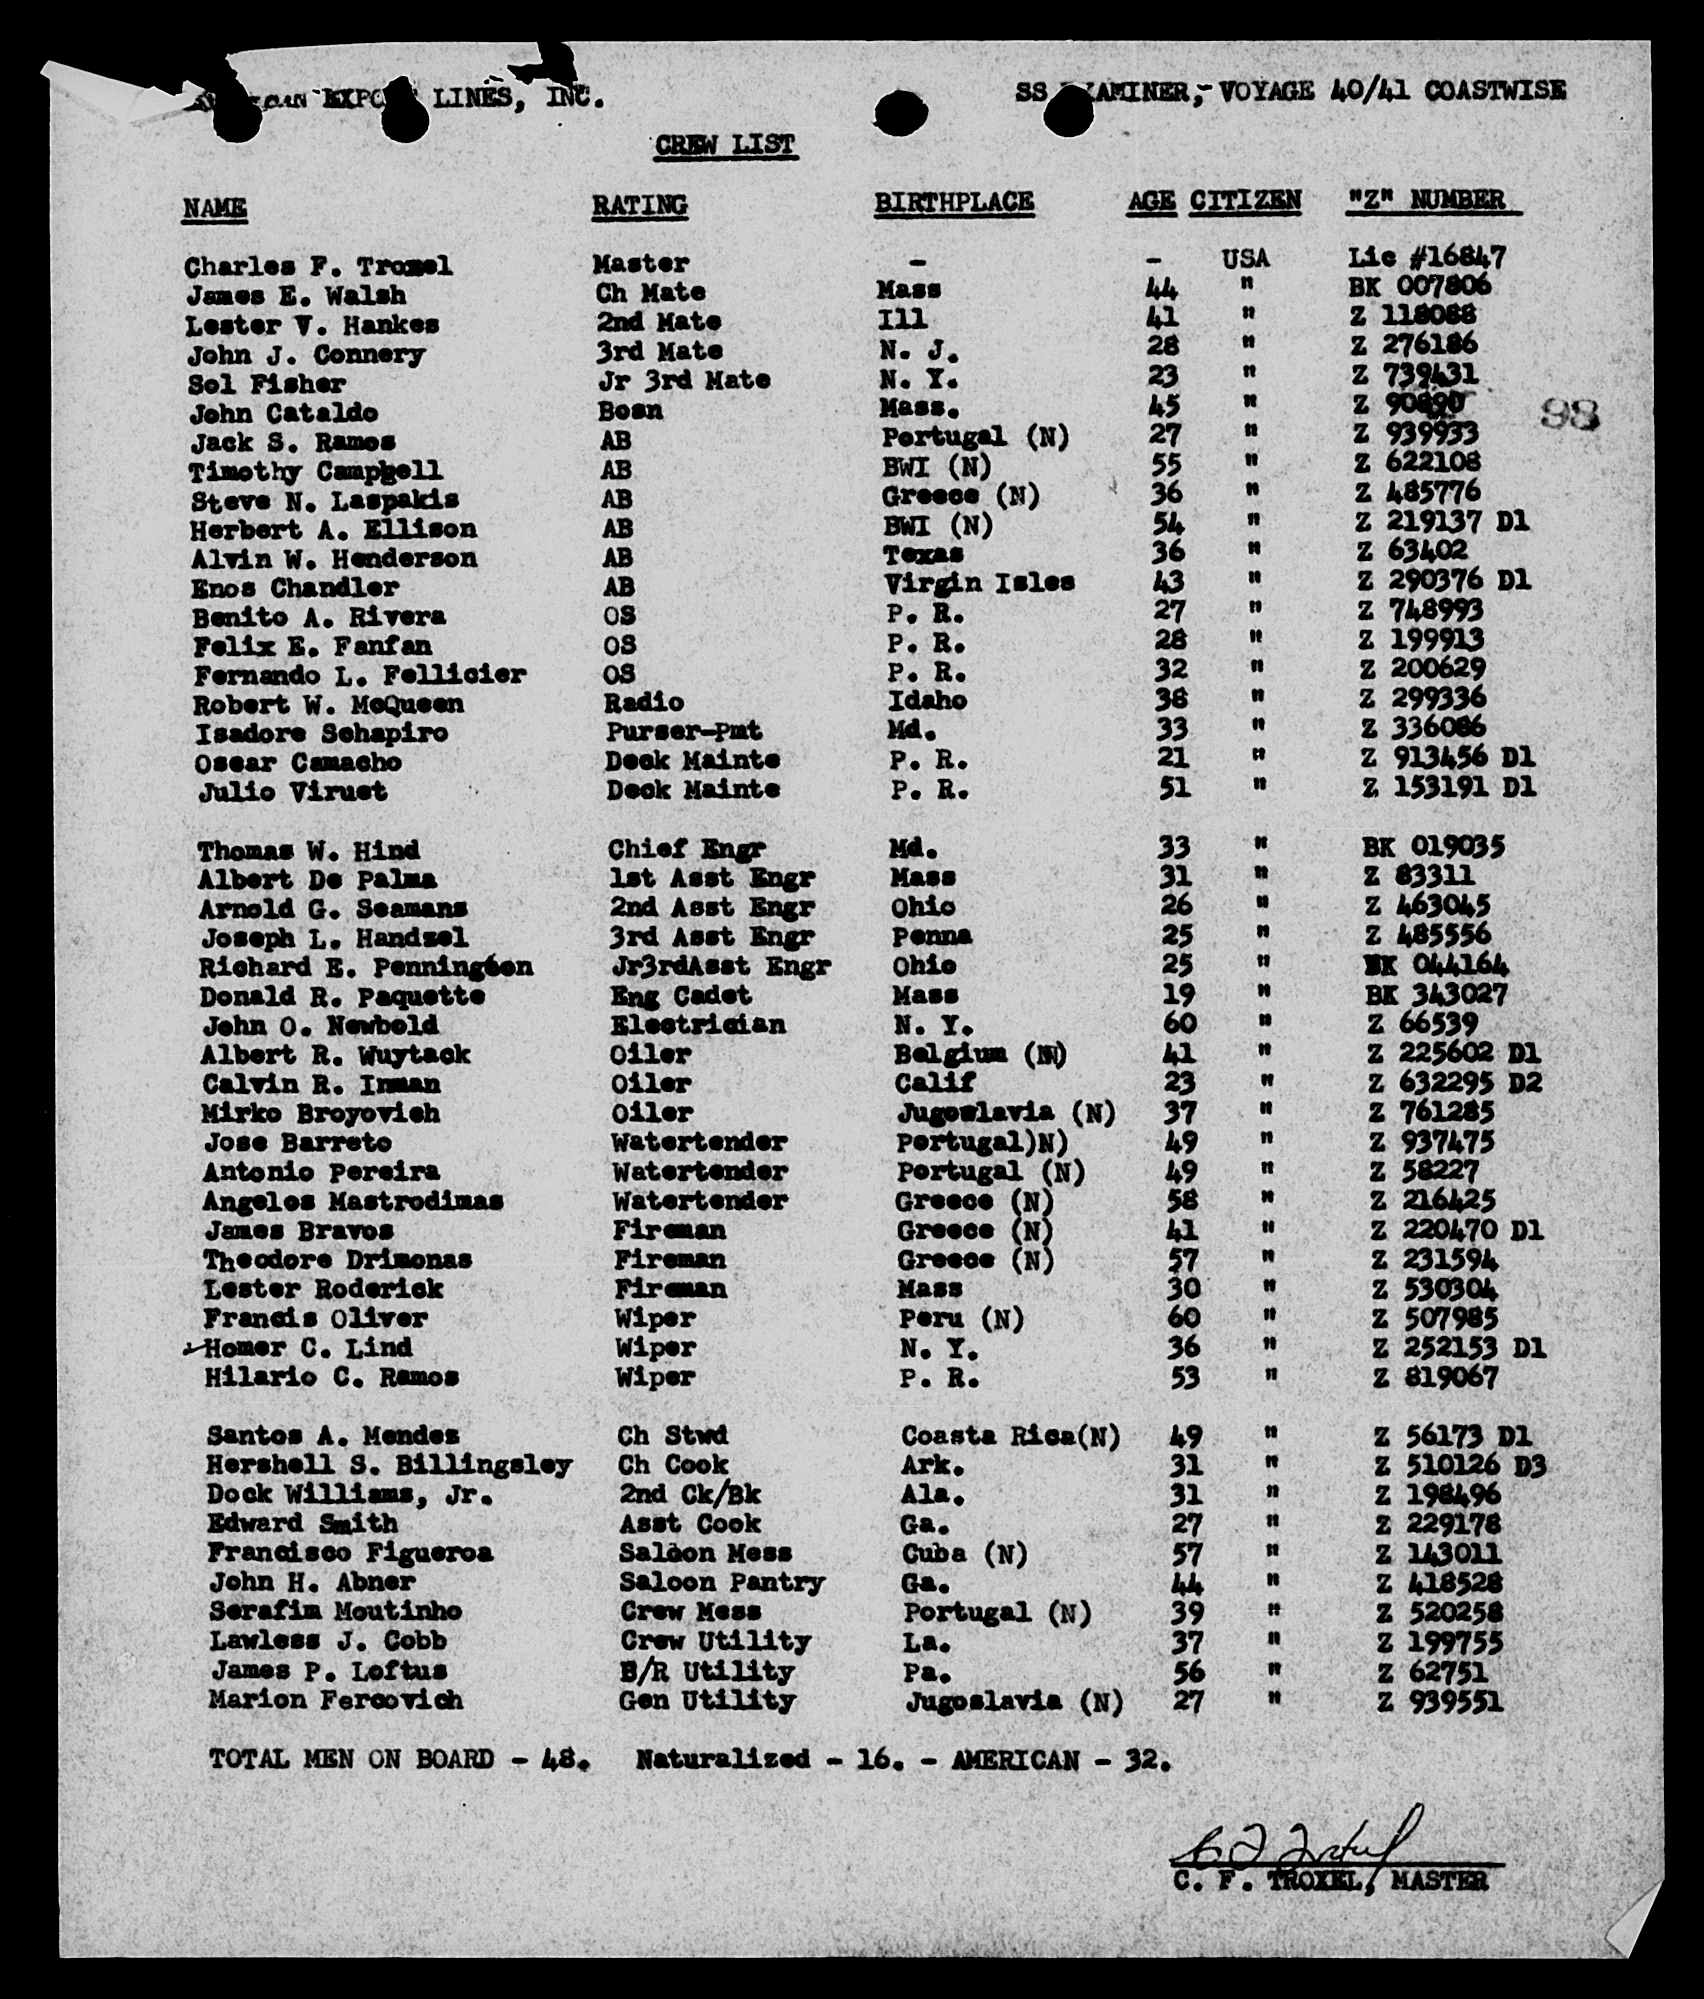 EXPORT LINES, INC. SS EXAMINER,- VOYAGE 40/41 COASTWISE
CREW LIST
NAME RATING BIRTHPLACE AGE CITIZEN "Z" NUMBER
Charles F. Troxel Master - - USA Lic #16847
James E. Walsh Ch Mate Mass 44 " BK 007806
Lester V. Hankes 2nd Mate Ill 41 " Z 118088
John J. Connery 3rd Mate N. J. 28 " Z 276186
Sol Fisher Jr 3rd Mate N. Y. 23 " Z 739431
John Cataldo Bosn Mass. 45 " Z 90890 98
Jack S. Ramos AB Portugal (N) 27 " Z 939933
Timothy Campbell AB BWI (N) 55 " Z 622108
Steve N. Laspakis AB Greece (N) 36 " Z 485776
Herbert A. Ellison AB BWI (N) 54 " Z 219137 D1
Alvin W. Henderson AB Texas 36 " Z 63402
Enos Chandler AB Virgin Isles 43 " Z 290376 D1
Benito A. Rivera OS P. R. 27 " Z 748993
Felix E. Fanfan OS P. R. 28 " Z 199913
Fernando L. Fellicier OS P. R. 32 " Z 200629
Robert W. McQueen Radio Idaho 38 " Z 299336
Isadore Schapiro Purser-Pmt Md. 33 " Z 336086
Oscar Camacho Deck Mainte P. R. 21 " Z 913456 D1
Julio Viruet Deck Mainte P. R. 51 " Z 153191 D1
Thomas W. Hind Chief Engr Md. 33 " BK 019035
Albert De Palma 1st Asst Engr Mass 31 " Z 83311
Arnold G. Seamans 2nd Asst Engr Ohio 26 " Z 463045
Joseph L. Handzel 3rd Asst Engr Penna 25 " Z 485556
Richard E. Pennington Jr3rdAsst Engr Ohio 25 " BK 044164
Donald R. Paquette Eng Cadet Mass 19 " BK 343027
John O. Newbold Electrician N. Y. 60 " Z 66539
Albert R. Wuytack Oiler Belgium (N) 41 " Z 225602 D1
Calvin R. Inman Oiler Calif 23 " Z 632295 D2
Mirko Broyovich Oiler Jugoslavia (N) 37 " Z 761285
Jose Barreto Watertender Portugal)N) 49 " Z 937475
Antonio Pereira Watertender Portugal (N) 49 " Z 58227
Angelos Mastrodimas Watertender Greece (N) 58 " Z 216425
James Bravos Fireman Greece (N) 41 " Z 220470 D1
Theodore Drimonas Fireman Greece (N) 57 " Z 231594
Lester Roderick Fireman Mass 30 " Z 530304
Francis Oliver Wiper Peru (N) 60 " Z 507985
Homer C. Lind Wiper N. Y. 36 " Z 252153 D1
Hilario C. Ramos Wiper P. R. 53 " Z 819067
Santos A. Mendez Ch Stwd Coasta Rica(N) 49 " Z 56173 D1
Hershell S. Billingsley Ch Cook Ark. 31 " Z 510126 D3
Dock Williams, Jr. 2nd Ck/Bk Ala. 31 " Z 198496
Edward Smith Asst Cook Ga. 27 " Z 229178
Francisco Figueroa Saloon Mess Cuba (N) 57 " Z 143011
John H. Abner Saloon Pantry Ga. 44 " Z 418528
Serafim Moutinho Crew Mess Portugal (N) 39 " Z 520258
Lawless J. Cobb Crew Utility La. 37 " Z 199755
James P. Loftus B/R Utility Pa. 56 " Z 62751
Marion Fercovich Gen Utility Jugoslavia (N) 27 " Z 939551
TOTAL MEN ON BOARD - 48. Naturalized - 16. - AMERICAN - 32.
C F Troxel
C. F. TROXEL, MASTER